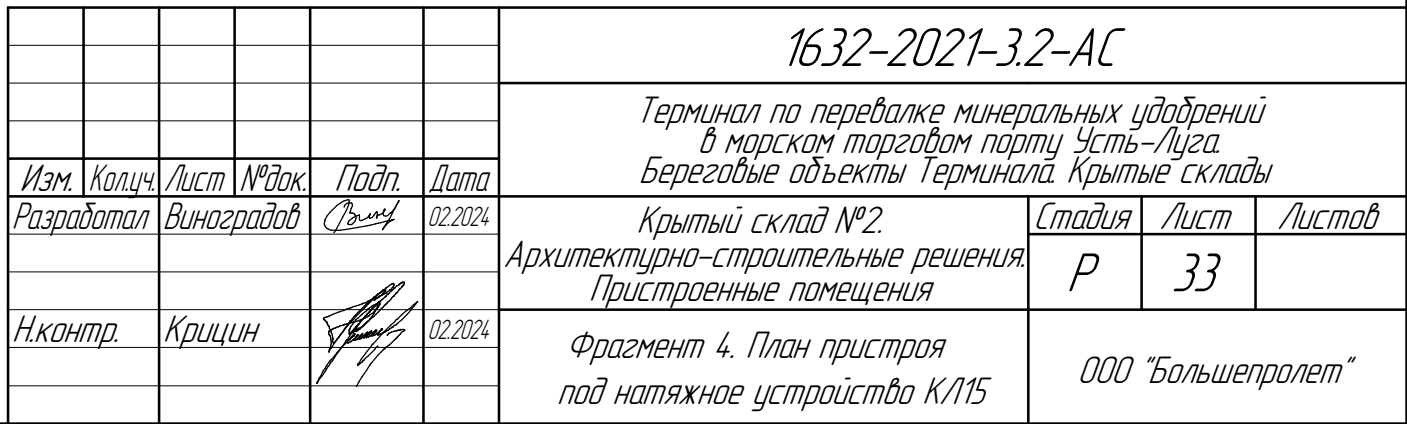 1632-2021-3.2-АС
Терминал по перевалке минеральных удобрений
в морском торговом порту Усть-Луга.
Береговые объекты Терминала. Крытые склады
Изм. Кол.уч. Лист №док. Подп. Дата
Разработал Виноградов 02.2024
Крытый склад №2.
Архитектурно-строительные решения.
Пристроенные помещения
Стадия Лист Листов
Р 33
Н.контр. Крицин 02.2024
Фрагмент 4. План пристроя
под натяжное устройство КЛ15
ООО "Большепролет"